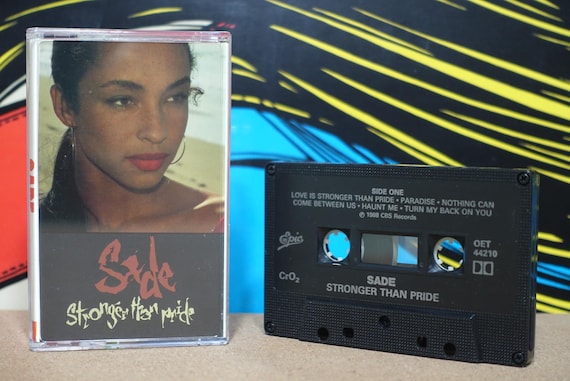 Sade
Stronger than pride
SADE
SIDE ONE
LOVE IS STRONGER THAN PRIDE • PARADISE • NOTHING CAN
COME BETWEEN US • HAUNT ME • TURN MY BACK ON YOU
℗ 1988 CBS Records
Epic
OET
44210
CrO₂
SADE
STRONGER THAN PRIDE